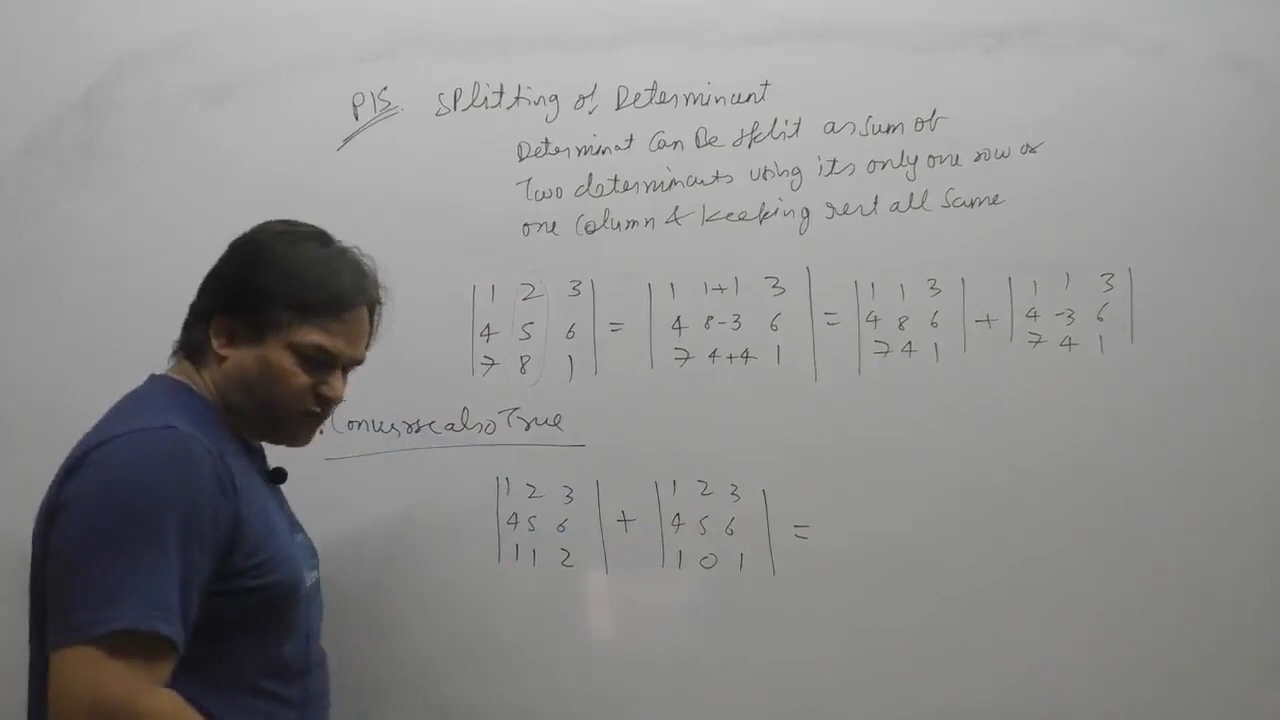 P15. Splitting of Determinant
Determinat Can Be split as sum of
Two determinants using its only one row or
one Column & Keeping rest all same
|1 2 3| = |1 1+1 3| = |1 1 3| + |1 1 3|
|4 5 6| |4 8-3 6| |4 8 6| |4 -3 6|
|7 8 1| |7 4+4 1| |7 4 1| |7 4 1|
Converse also True
|1 2 3| + |1 2 3| =
|4 5 6| |4 5 6|
|1 1 2| |1 0 1|